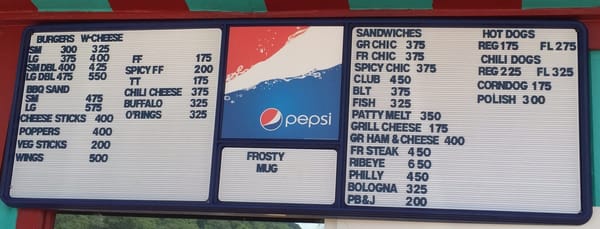 BURGERS W-CHEESE
SM 300 325
LG 375 400
SM DBL 400 425
LG DBL 475 550
BBQ SAND
SM 475
LG 575
CHEESE STICKS 400
POPPERS 400
VEG STICKS 200
WINGS 500
FF 175
SPICY FF 200
TT 175
CHILI CHEESE 375
BUFFALO 325
O'RINGS 325
pepsi
FROSTY
MUG
SANDWICHES
GR CHIC 375
FR CHIC 375
SPICY CHIC 375
CLUB 450
BLT 375
FISH 325
PATTY MELT 350
GRILL CHEESE 175
GR HAM & CHEESE 400
FR STEAK 450
RIBEYE 650
PHILLY 450
BOLOGNA 325
PB&J 200
HOT DOGS
REG 175 FL 275
CHILI DOGS
REG 225 FL 325
CORNDOG 175
POLISH 300